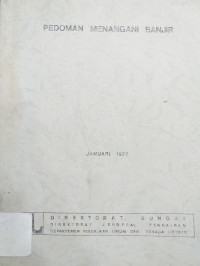 PEDOMAN MENANGANI BANJIR
JANUARI 1977
DIREKTORAT SUNGAI
DIREKTORAT JENDERAL PENGAIRAN
DEPARTEMEN PEKERJAAN UMUM DAN TENAGA LISTRIK